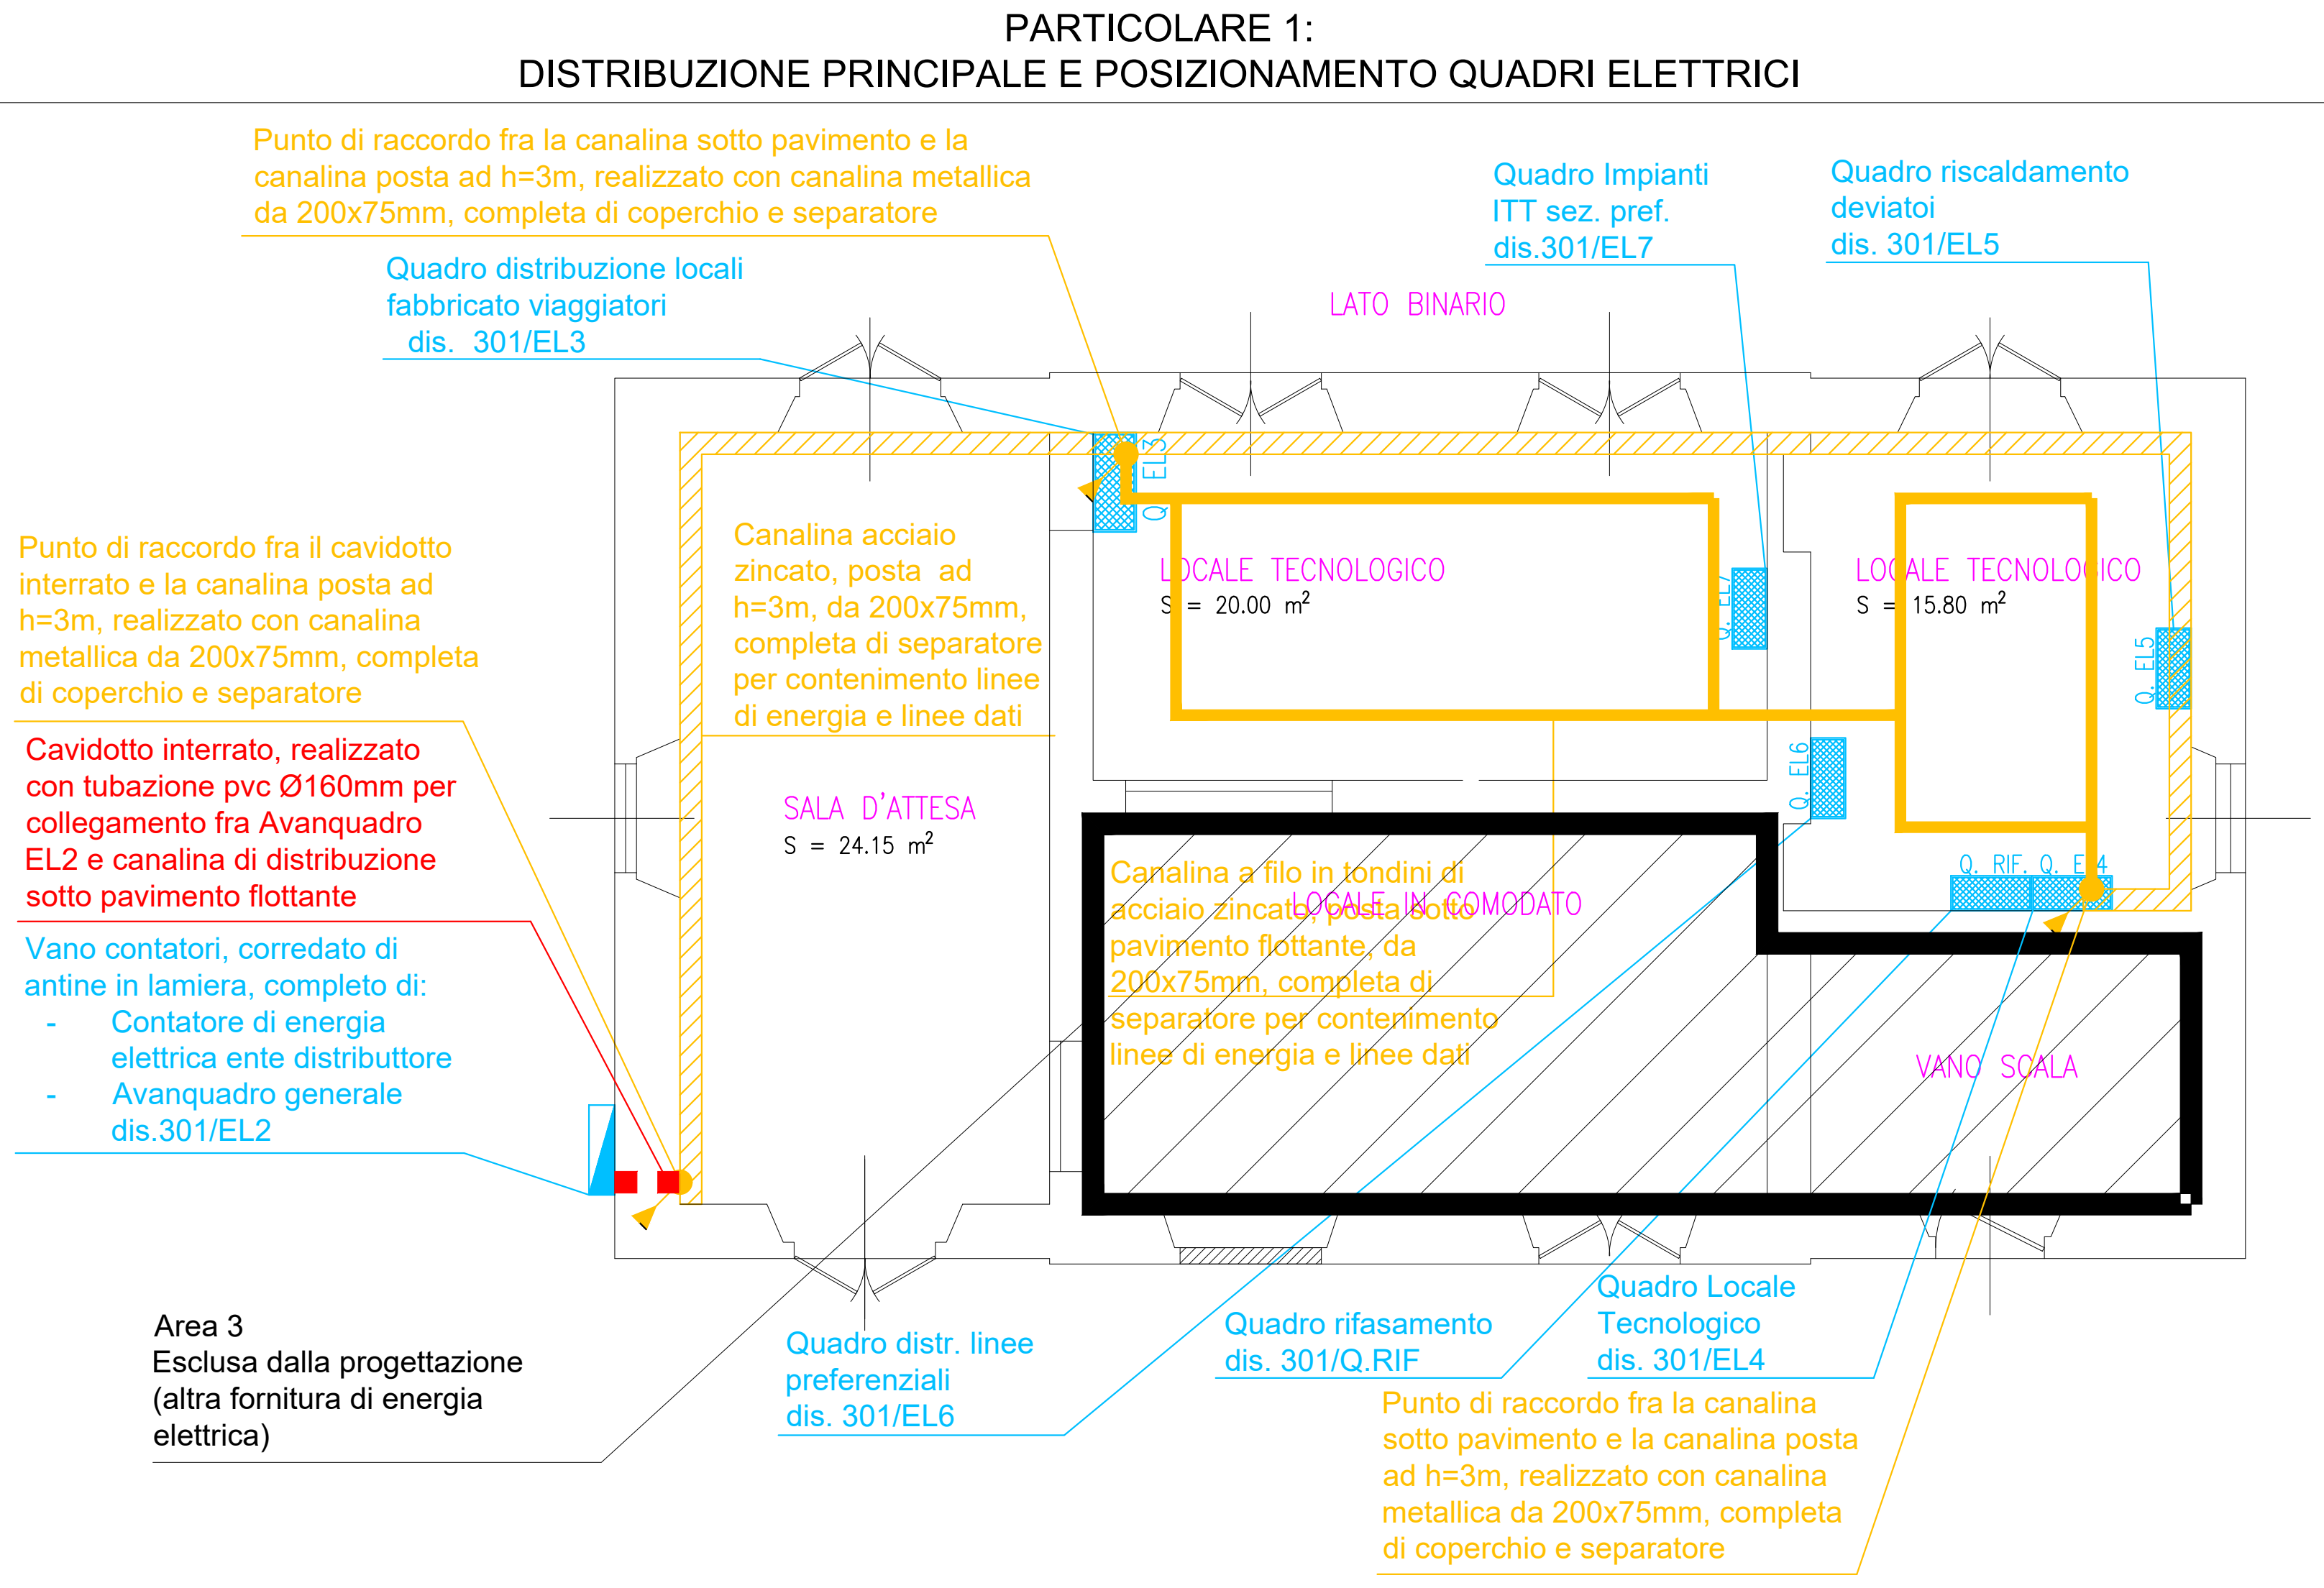 PARTICOLARE 1:
DISTRIBUZIONE PRINCIPALE E POSIZIONAMENTO QUADRI ELETTRICI
Punto di raccordo fra la canalina sotto pavimento e la
canalina posta ad h=3m, realizzato con canalina metallica
da 200x75mm, completa di coperchio e separatore
Quadro distribuzione locali
fabbricato viaggiatori
dis. 301/EL3
Quadro Impianti
ITT sez. pref.
dis.301/EL7
Quadro riscaldamento
deviatoi
dis. 301/EL5
LATO BINARIO
Q EL3
Punto di raccordo fra il cavidotto
interrato e la canalina posta ad
h=3m, realizzato con canalina
metallica da 200x75mm, completa
di coperchio e separatore
Canalina acciaio
zincato, posta ad
h=3m, da 200x75mm,
completa di separatore
per contenimento linee
di energia e linee dati
LOCALE TECNOLOGICO
S = 20.00 m²
Q. EL7
LOCALE TECNOLOGICO
S = 15.80 m²
Q. EL5
Q. EL6
Cavidotto interrato, realizzato
con tubazione pvc Ø160mm per
collegamento fra Avanquadro
EL2 e canalina di distribuzione
sotto pavimento flottante
SALA D'ATTESA
S = 24.15 m²
Q. RIF. Q. EL4
Canalina a filo in tondini di
acciaio zincato, posta sotto
pavimento flottante, da
200x75mm, completa di
separatore per contenimento
linee di energia e linee dati
LOCALE IN COMODATO
VANO SCALA
Vano contatori, corredato di
antine in lamiera, completo di:
- Contatore di energia
elettrica ente distributtore
- Avanquadro generale
dis.301/EL2
Area 3
Esclusa dalla progettazione
(altra fornitura di energia
elettrica)
Quadro distr. linee
preferenziali
dis. 301/EL6
Quadro rifasamento
dis. 301/Q.RIF
Quadro Locale
Tecnologico
dis. 301/EL4
Punto di raccordo fra la canalina
sotto pavimento e la canalina posta
ad h=3m, realizzato con canalina
metallica da 200x75mm, completa
di coperchio e separatore